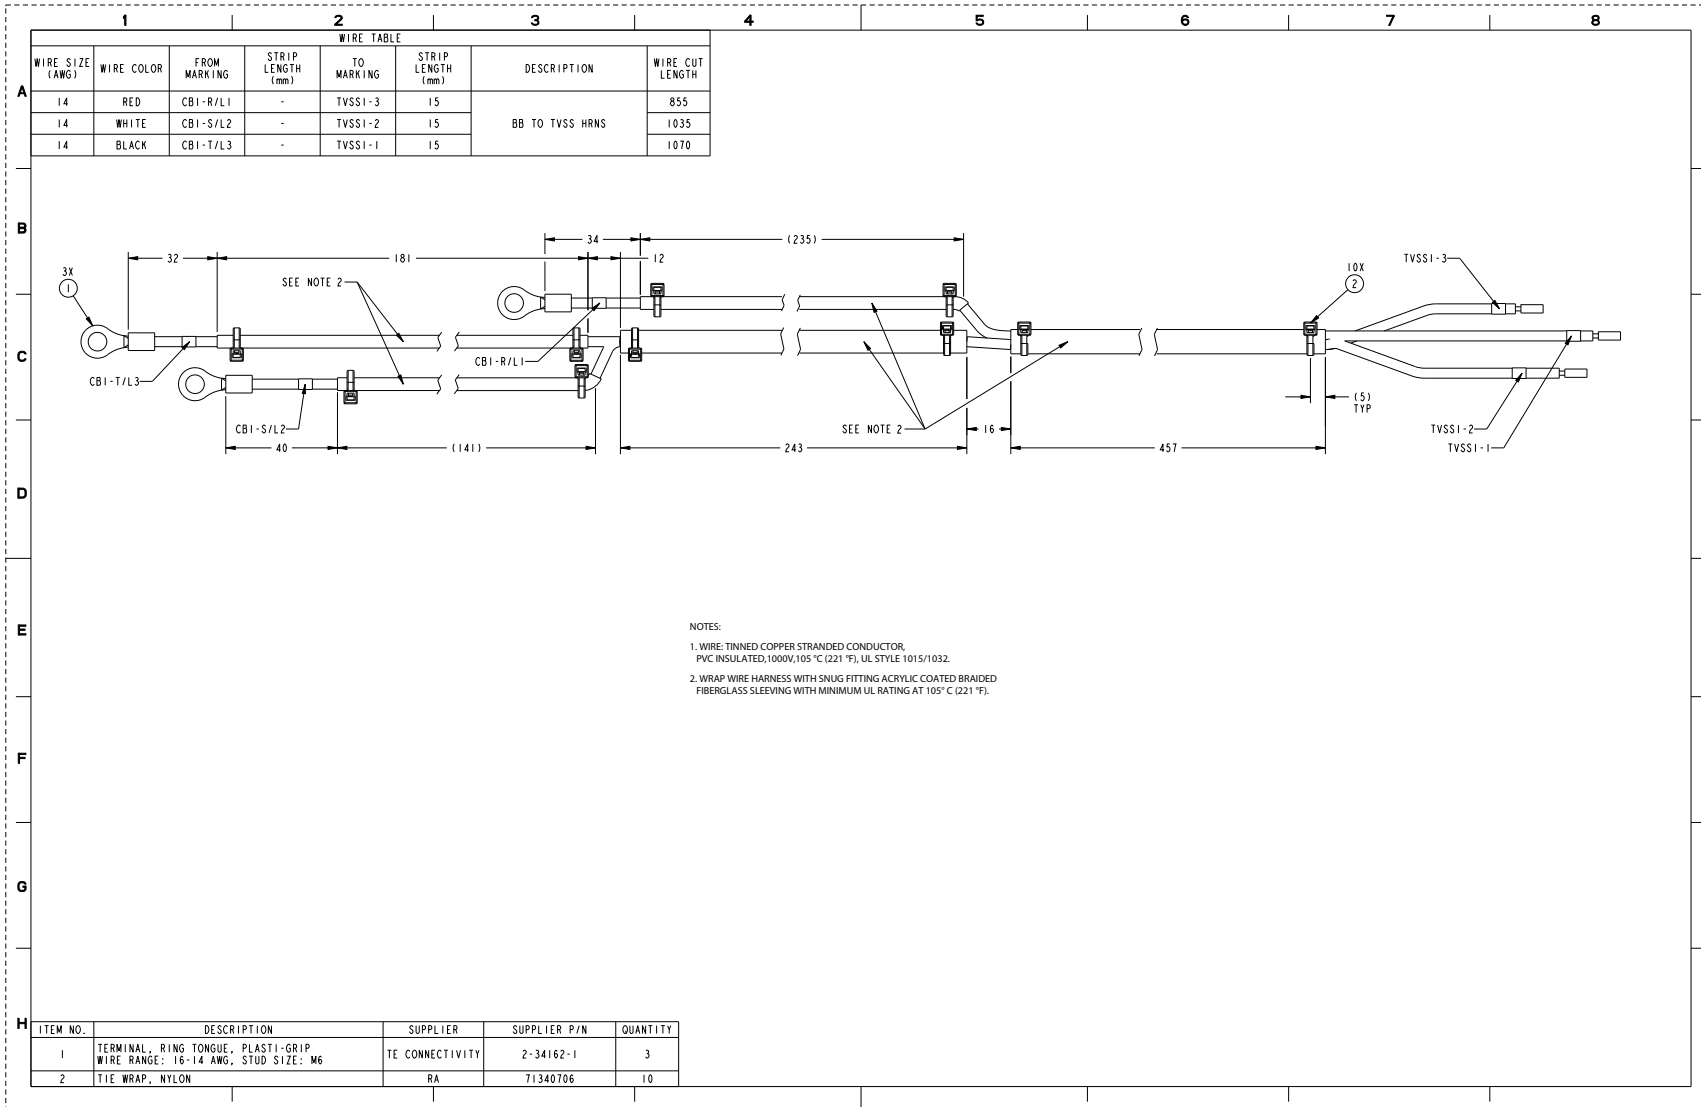 1 2 3 4 5 6 7 8
WIRE TABLE
WIRE SIZE (AWG) WIRE COLOR FROM MARKING STRIP LENGTH (mm) TO MARKING STRIP LENGTH (mm) DESCRIPTION WIRE CUT LENGTH
14 RED CB1-R/L1 - TVSS1-3 15 BB TO TVSS HRNS 855
14 WHITE CB1-S/L2 - TVSS1-2 15 1035
14 BLACK CB1-T/L3 - TVSS1-1 15 1070
A
B
C
D
E
F
G
H
34 (235)
32 181 12
3X
1
SEE NOTE 2
10X
2
TVSS1-3
CB1-R/L1
CB1-T/L3
CB1-S/L2
SEE NOTE 2
16
(5)
TYP
TVSS1-2
TVSS1-1
40 (141) 243 457
NOTES:
1. WIRE: TINNED COPPER STRANDED CONDUCTOR,
PVC INSULATED,1000V,105 °C (221 °F), UL STYLE 1015/1032.
2. WRAP WIRE HARNESS WITH SNUG FITTING ACRYLIC COATED BRAIDED
FIBERGLASS SLEEVING WITH MINIMUM UL RATING AT 105° C (221 °F).
ITEM NO. DESCRIPTION SUPPLIER SUPPLIER P/N QUANTITY
1 TERMINAL, RING TONGUE, PLASTI-GRIP
WIRE RANGE: 16-14 AWG, STUD SIZE: M6 TE CONNECTIVITY 2-34162-1 3
2 TIE WRAP, NYLON RA 71340706 10